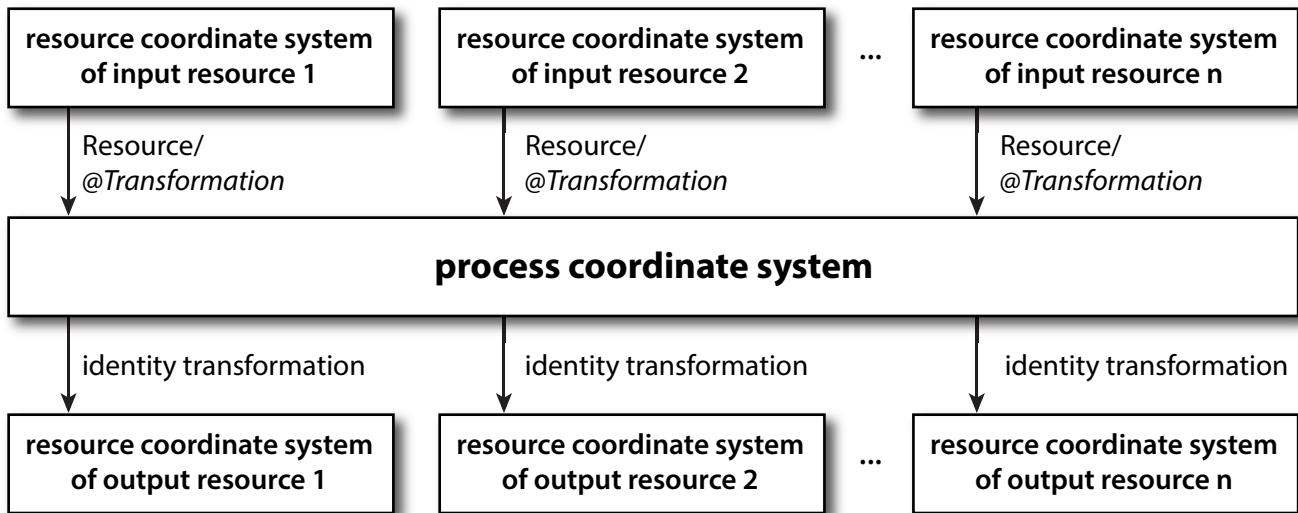 resource coordinate system
of input resource 1
resource coordinate system
of input resource 2
...
resource coordinate system
of input resource n
Resource/
@Transformation
Resource/
@Transformation
Resource/
@Transformation
process coordinate system
identity transformation
identity transformation
identity transformation
resource coordinate system
of output resource 1
resource coordinate system
of output resource 2
...
resource coordinate system
of output resource n